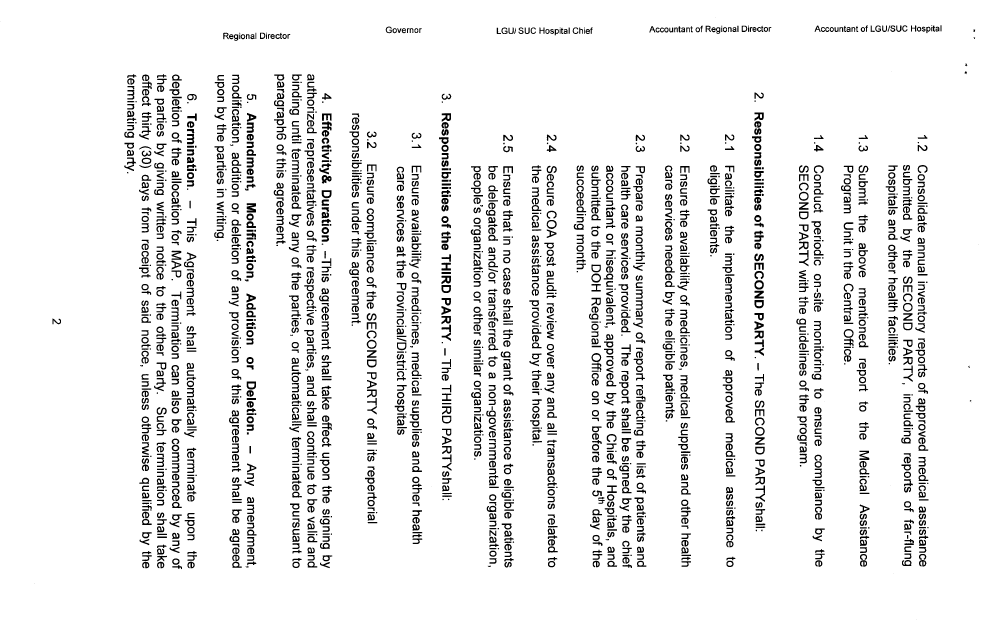 1.2 Consolidate annual inventory reports of approved medical assistance
submitted by the SECOND PARTY, including reports of far-flung
hospitals and other health facilities.
1.3 Submit the above mentioned report to the Medical Assistance
Program Unit in the Central Office.
1.4 Conduct periodic on-site monitoring to ensure compliance by the
SECOND PARTY with the guidelines of the program.
2. Responsibilities of the SECOND PARTY. – The SECOND PARTYshall:
2.1 Facilitate the implementation of approved medical assistance to
eligible patients.
2.2 Ensure the availability of medicines, medical supplies and other health
care services needed by the eligible patients.
2.3 Prepare a monthly summary of report reflecting the list of patients and
health care services provided. The report shall be signed by the chief
accountant or hisequivalent, approved by the Chief of Hospitals, and
submitted to the DOH Regional Office on or before the 5th day of the
succeeding month.
2.4 Secure COA post audit review over any and all transactions related to
the medical assistance provided by their hospital.
2.5 Ensure that in no case shall the grant of assistance to eligible patients
be delegated and/or transferred to a non-governmental organization,
people's organization or other similar organizations.
3. Responsibilities of the THIRD PARTY. – The THIRD PARTYshall:
3.1 Ensure availability of medicines, medical supplies and other health
care services at the Provincial/District hospitals
3.2 Ensure compliance of the SECOND PARTY of all its repertorial
responsibilities under this agreement.
4. Effectivity& Duration. –This agreement shall take effect upon the signing by
authorized representatives of the respective parties, and shall continue to be valid and
binding until terminated by any of the parties, or automatically terminated pursuant to
paragraph6 of this agreement.
5. Amendment, Modification, Addition or Deletion. – Any amendment,
modification, addition or deletion of any provision of this agreement shall be agreed
upon by the parties in writing.
6. Termination. – This Agreement shall automatically terminate upon the
depletion of the allocation for MAP. Termination can also be commenced by any of
the parties by giving written notice to the other Party. Such termination shall take
effect thirty (30) days from receipt of said notice, unless otherwise qualified by the
terminating party.
2
Regional Director
Governor
LGU/ SUC Hospital Chief
Accountant of Regional Director
Accountant of LGU/SUC Hospital